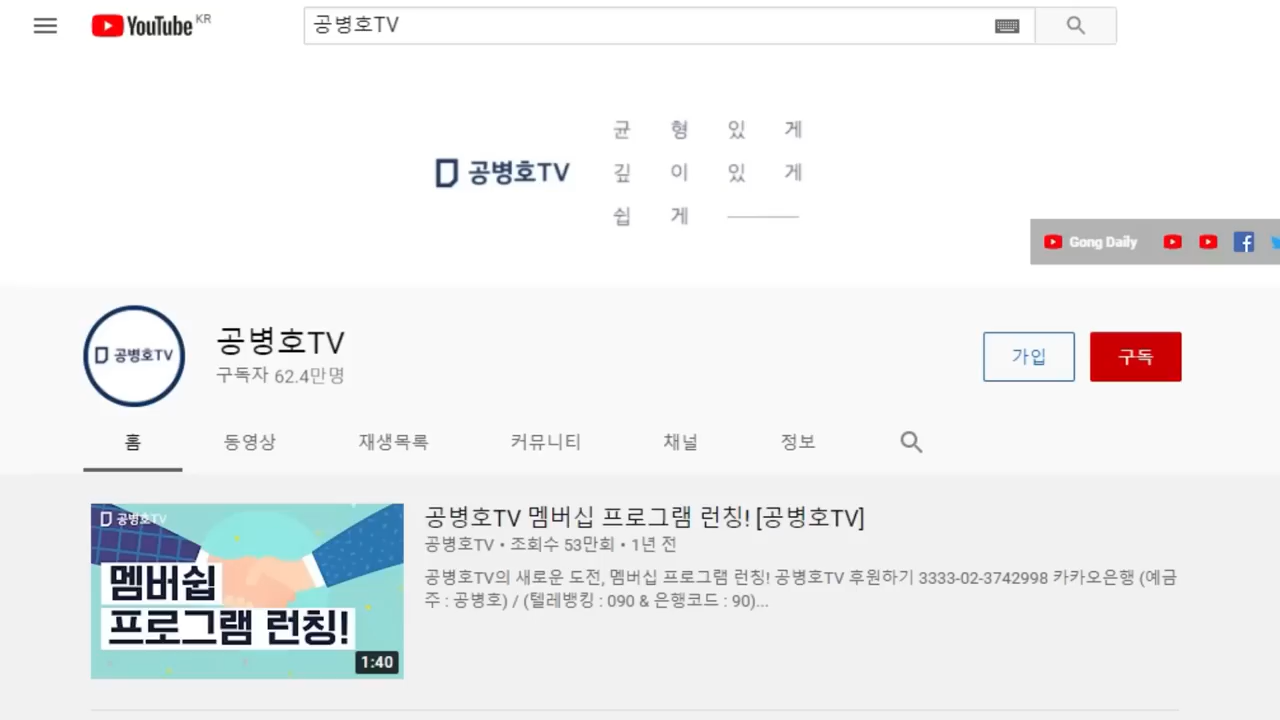 YouTube KR
공병호TV
균 형 있 게
공병호TV
깊 이 있 게
쉽 게
Gong Daily
공병호TV
공병호TV
구독자 62.4만명
가입
구독
홈
동영상
재생목록
커뮤니티
채널
정보
공병호TV
멤버쉽
프로그램 런칭!
1:40
공병호TV 멤버십 프로그램 런칭! [공병호TV]
공병호TV • 조회수 53만회 • 1년 전
공병호TV의 새로운 도전, 멤버십 프로그램 런칭! 공병호TV 후원하기 3333-02-3742998 카카오은행 (예금
주 : 공병호) / (텔레뱅킹 : 090 & 은행코드 : 90)...